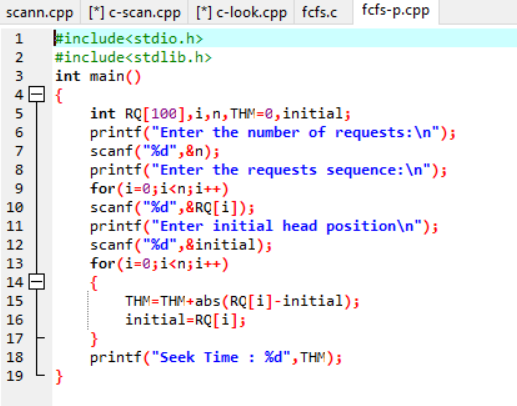 scann.cpp [*] c-scan.cpp [*] c-look.cpp fcfs.c fcfs-p.cpp
1 #include<stdio.h>
2 #include<stdlib.h>
3 int main()
4 {
5 int RQ[100],i,n,THM=0,initial;
6 printf("Enter the number of requests:\n");
7 scanf("%d",&n);
8 printf("Enter the requests sequence:\n");
9 for(i=0;i<n;i++)
10 scanf("%d",&RQ[i]);
11 printf("Enter initial head position\n");
12 scanf("%d",&initial);
13 for(i=0;i<n;i++)
14 {
15 THM=THM+abs(RQ[i]-initial);
16 initial=RQ[i];
17 }
18 printf("Seek Time : %d",THM);
19 }